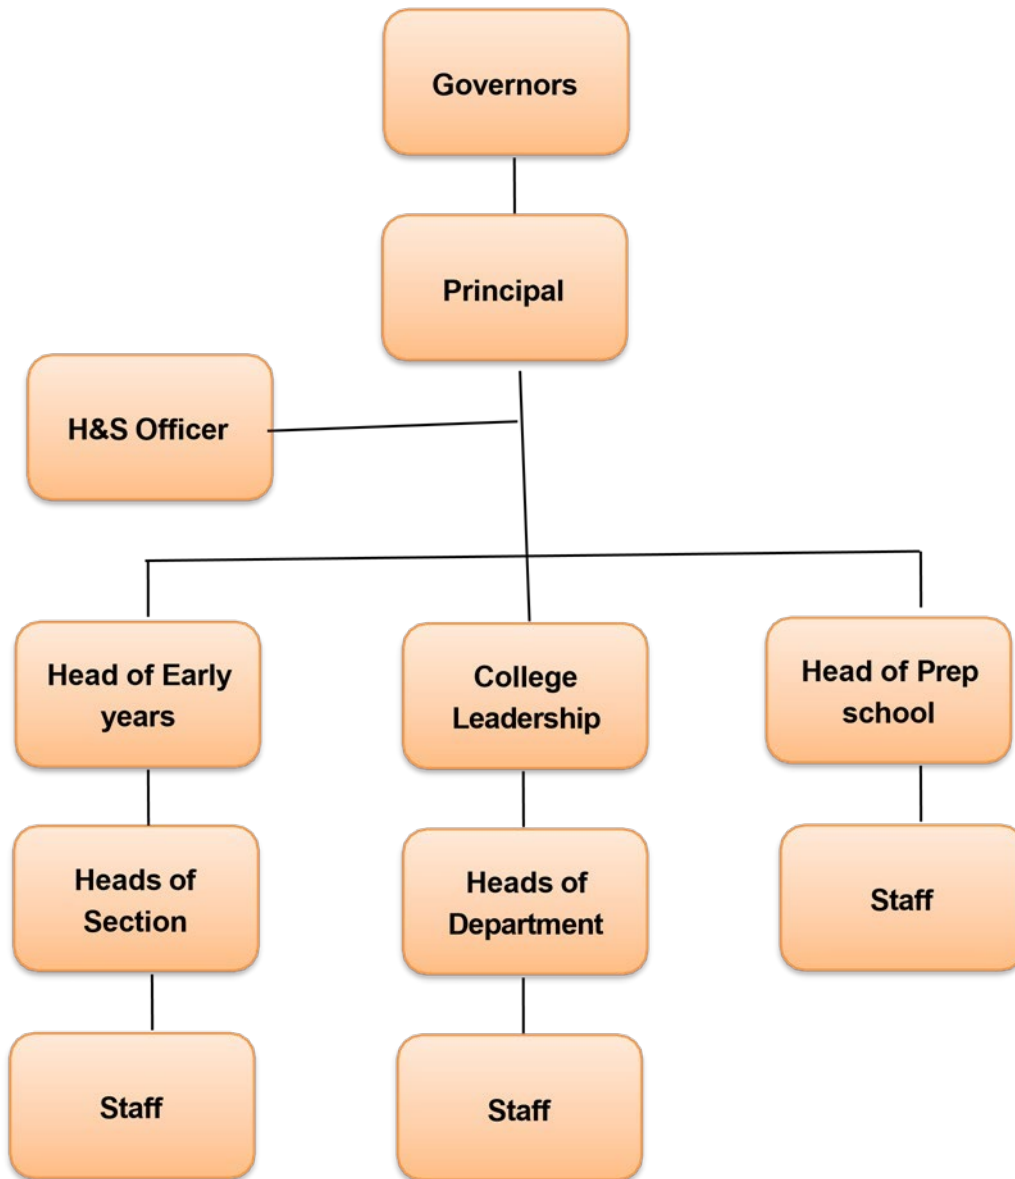 Governors
Principal
H&S Officer
Head of Early
years
College
Leadership
Head of Prep
school
Heads of
Section
Heads of
Department
Staff
Staff
Staff